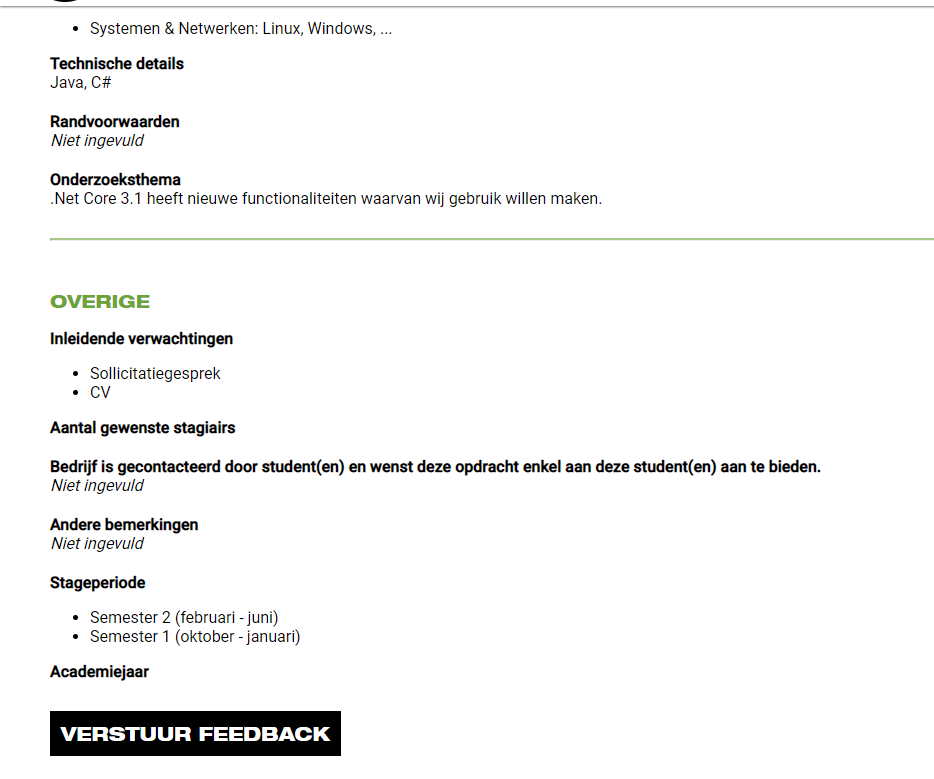 Systemen & Netwerken: Linux, Windows, ...
Technische details
Java, C#
Randvoorwaarden
Niet ingevuld
Onderzoeksthema
.Net Core 3.1 heeft nieuwe functionaliteiten waarvan wij gebruik willen maken.
OVERIGE
Inleidende verwachtingen
Sollicitatiegesprek
CV
Aantal gewenste stagiairs
Bedrijf is gecontacteerd door student(en) en wenst deze opdracht enkel aan deze student(en) aan te bieden.
Niet ingevuld
Andere bemerkingen
Niet ingevuld
Stageperiode
Semester 2 (februari - juni)
Semester 1 (oktober - januari)
Academiejaar
VERSTUUR FEEDBACK